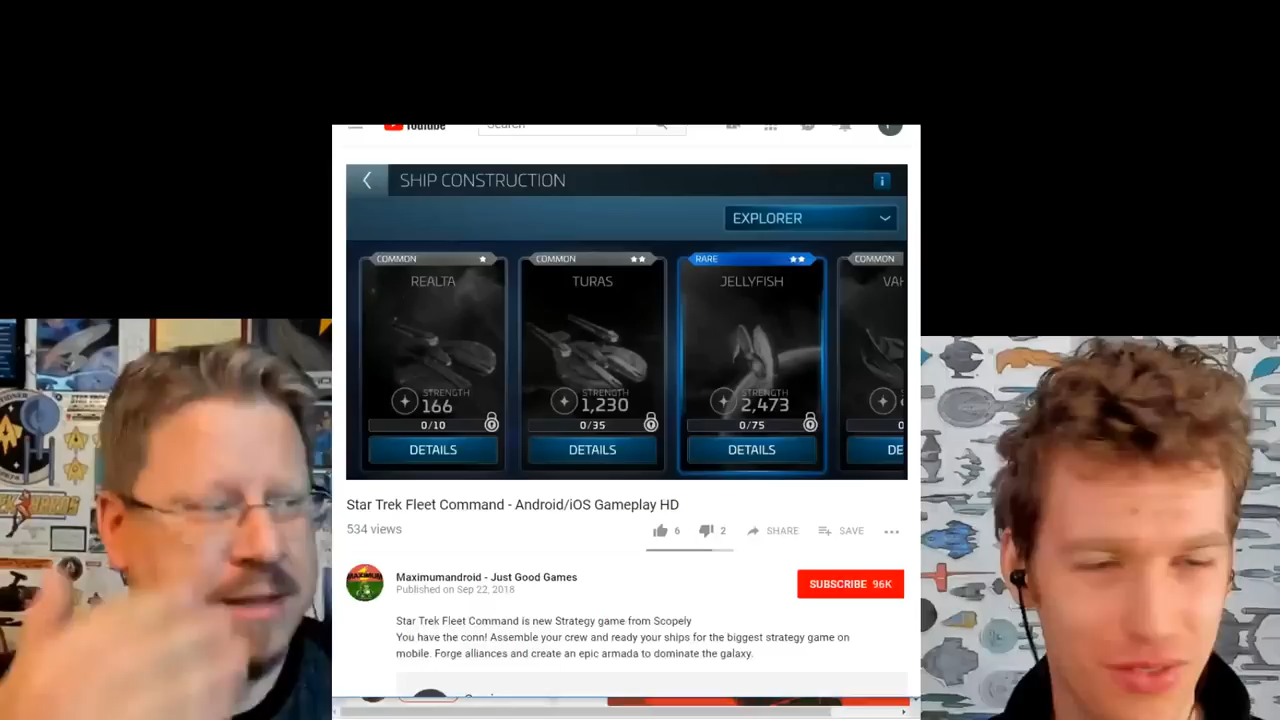 YouTube
Search
SHIP CONSTRUCTION
EXPLORER
COMMON
REALTA
STRENGTH
166
0/10
DETAILS
COMMON
TURAS
STRENGTH
1,230
0/35
DETAILS
RARE
JELLYFISH
STRENGTH
2,473
0/75
DETAILS
COMMON
Star Trek Fleet Command - Android/iOS Gameplay HD
534 views
6
2
SHARE
SAVE
Maximumandroid - Just Good Games
Published on Sep 22, 2018
SUBSCRIBE 96K
Star Trek Fleet Command is new Strategy game from Scopely
You have the conn! Assemble your crew and ready your ships for the biggest strategy game on
mobile. Forge alliances and create an epic armada to dominate the galaxy.